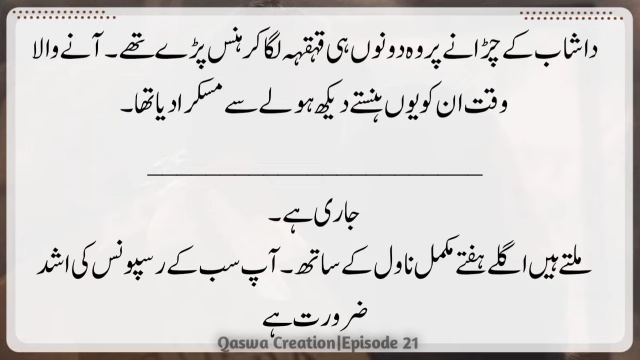 داشاب کے چڑانے پر وہ دونوں ہی قہقہہ لگا کر ہنس پڑے تھے۔ آنے والا
وقت ان کو یوں ہنستے دیکھ ہولے سے مسکرا دیا تھا۔
جاری ہے۔
ملتے ہیں اگلے ہفتے مکمل ناول کے ساتھ۔ آپ سب کے رسپونس کی اشد
ضرورت ہے
Qaswa Creation|Episode 21